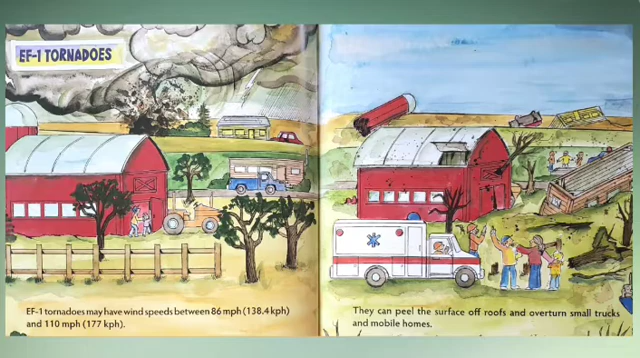 EF-1 TORNADOES
EF-1 tornadoes may have wind speeds between 86 mph (138.4 kph)
and 110 mph (177 kph).
They can peel the surface off roofs and overturn small trucks
and mobile homes.